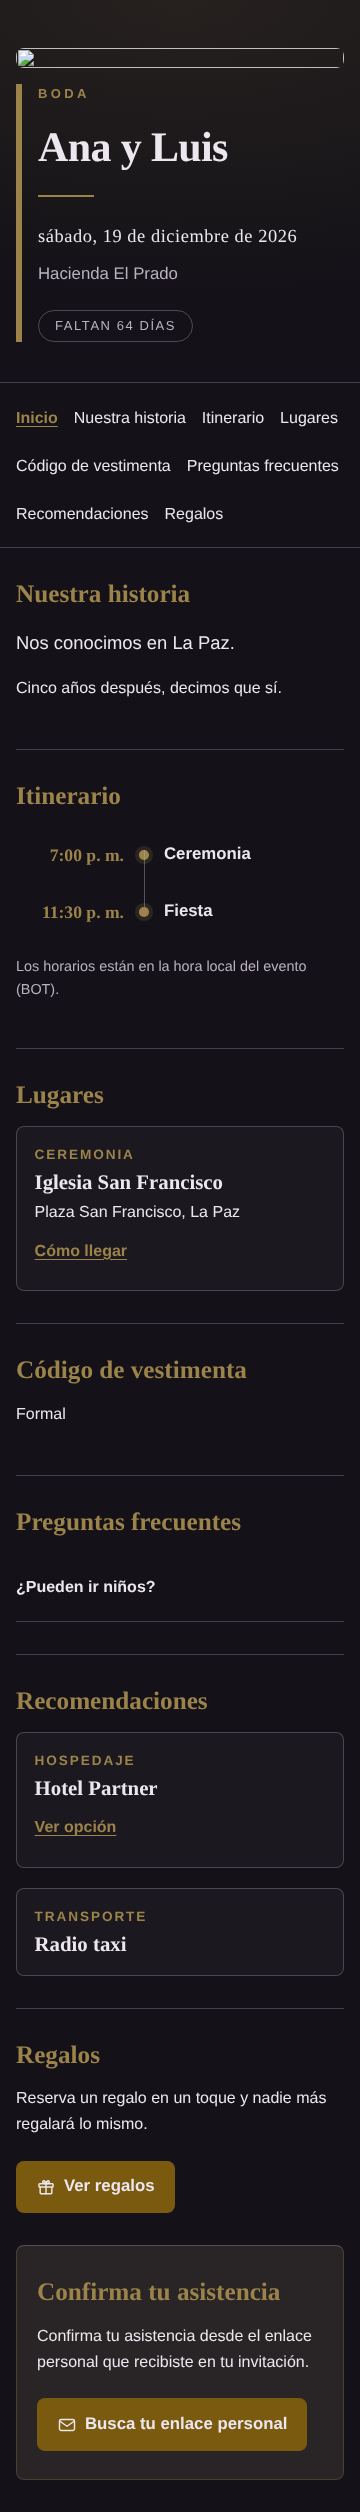 BODA
Ana y Luis
sábado, 19 de diciembre de 2026
Hacienda El Prado
FALTAN 64 DÍAS
Inicio Nuestra historia Itinerario Lugares
Código de vestimenta Preguntas frecuentes
Recomendaciones Regalos
Nuestra historia
Nos conocimos en La Paz.
Cinco años después, decimos que sí.
Itinerario
7:00 p. m. Ceremonia
11:30 p. m. Fiesta
Los horarios están en la hora local del evento
(BOT).
Lugares
CEREMONIA
Iglesia San Francisco
Plaza San Francisco, La Paz
Cómo llegar
Código de vestimenta
Formal
Preguntas frecuentes
¿Pueden ir niños?
Recomendaciones
HOSPEDAJE
Hotel Partner
Ver opción
TRANSPORTE
Radio taxi
Regalos
Reserva un regalo en un toque y nadie más
regalará lo mismo.
Ver regalos
Confirma tu asistencia
Confirma tu asistencia desde el enlace
personal que recibiste en tu invitación.
Busca tu enlace personal